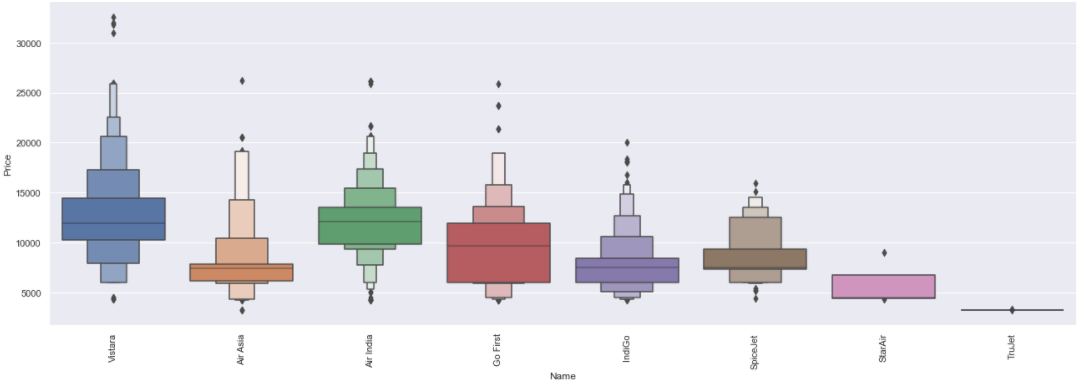 30000
25000
20000
15000
10000
5000
Price
Vistara
Air Asia
Air India
Go First
IndiGo
SpiceJet
StarAir
TruJet
Name